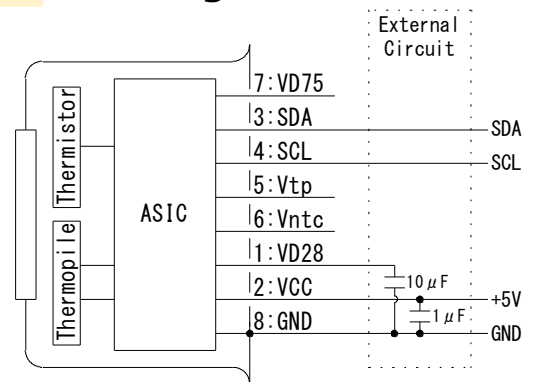 External
Circuit
7:VD75
3:SDA
SDA
4:SCL
SCL
5:Vtp
6:Vntc
1:VD28
10μF
2:VCC
+5V
1μF
8:GND
GND
Thermistor
Thermopile
ASIC